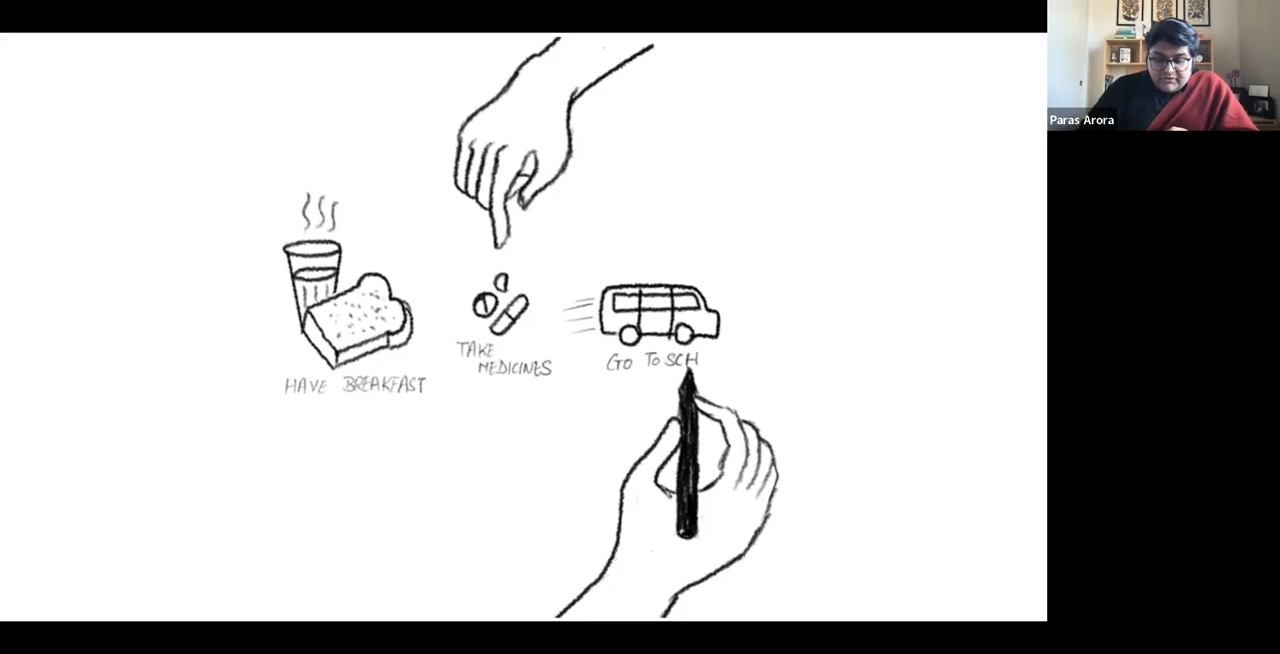 Paras Arora
TAKE
MEDICINES
GO TO SCH
HAVE BREAKFAST